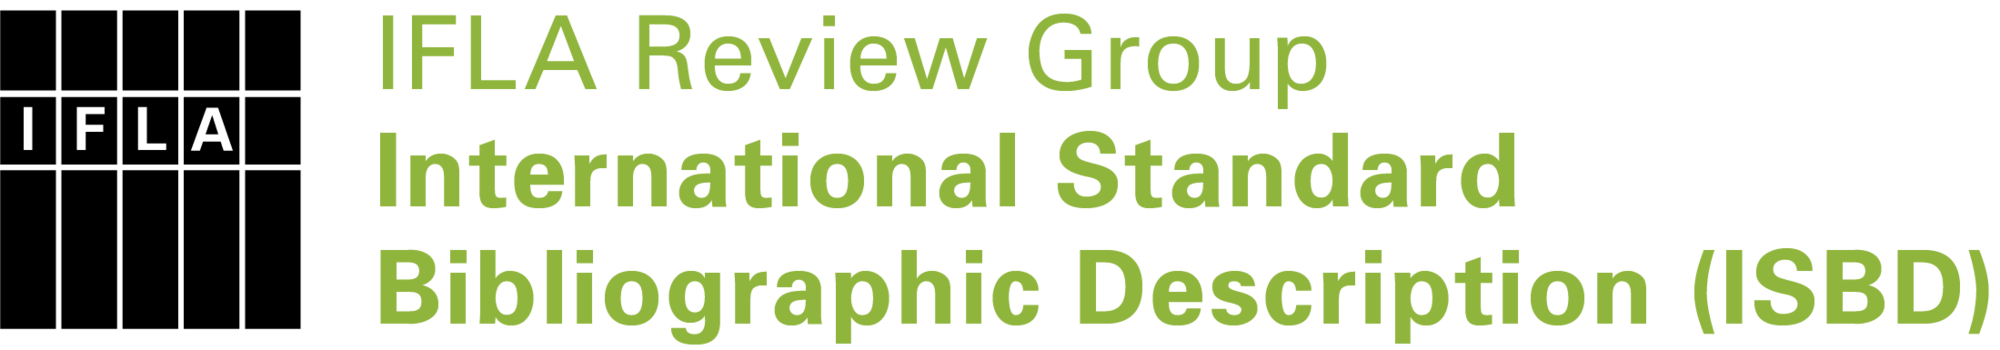 IFLA
IFLA Review Group
International Standard
Bibliographic Description (ISBD)